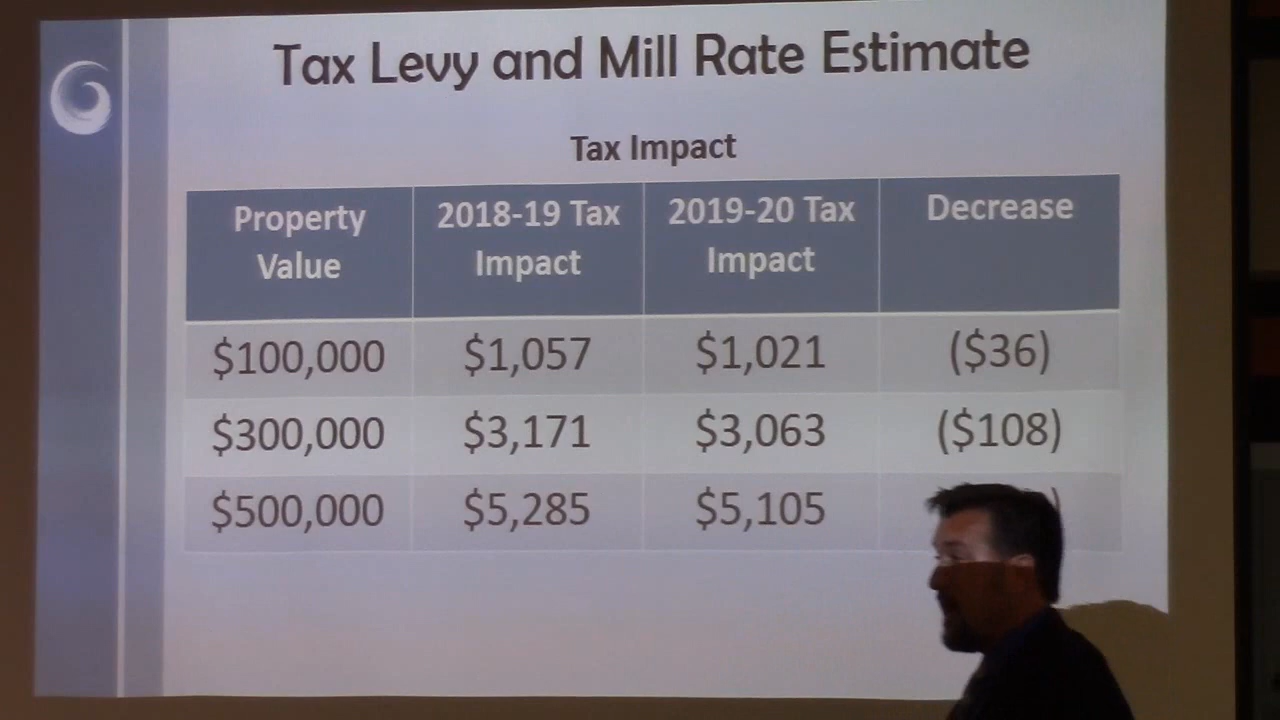 Tax Levy and Mill Rate Estimate
Tax Impact
Property Value 2018-19 Tax Impact 2019-20 Tax Impact Decrease
$100,000 $1,057 $1,021 ($36)
$300,000 $3,171 $3,063 ($108)
$500,000 $5,285 $5,105